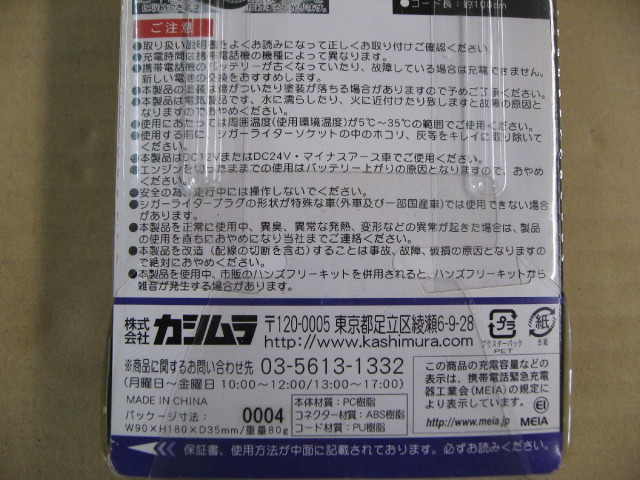 ●コード長:約100cm
ご注意
●取り扱い説明書をよくお読みになって正しくお取り付けご確認ください。
●充電時間は携帯電話機の機種によって異なります。
●携帯電話機のバッテリーが古くなっていたり、故障している場合は充電できません。
新しい電池の交換をおすすめします。
●本製品の塗装は傷がついたり塗装が落ちる場合がありますので予めご了承ください。
●本製品は電気製品です、水に濡らしたり、火に近付けたり致しますと故障の原因と
なりますのでおやめください。
●使用にあたっては周囲温度(使用環境温度)が5℃~35℃の範囲でご使用ください。
●使用する前に、シガーライターソケットの中のホコリ、灰等をキレイに取り除いて
ください。
●本製品はDC12VまたはDC24V・マイナスアース車でご使用ください。
●エンジンを切ったままでの使用はバッテリー上がりの原因となりますので、おやめ
ください。
●安全の為、走行中には操作しないでください。
●シガーライタープラグの形状が特殊な車(外車及び一部国産車)では使用できない場合
があります。
●本製品を正常に使用中、異臭、異常な発熱、変形などの異常が起きた場合は、製品
の使用を直ちにおやめになり当社までご連絡ください。
●本製品を改造(配線の切断を含む)することは事故、故障、破損の原因となりますの
で絶対におやめください。
●本製品を使用中、市販のハンズフリーキットを併用されると、ハンズフリーキットから
雑音が発生する場合があります。
株式会社 カシムラ 〒120-0005 東京都足立区綾瀬6-9-28
http://www.kashimura.com
プラ
ブリスターパック
PET
紙
※商品に関するお問い合わせ先 03-5613-1332
(月曜日~金曜日 10:00~12:00/13:00~17:00)
この商品の充電容量などの
表示は、携帯電話緊急充電
器工業会(MEIA)の規定に
より表示しています。
MEIA
MADE IN CHINA
パッケージ寸法: 0004
W90×H180×D35mm/重量80g
本体材質:PC樹脂
コネクター材質:ABS樹脂
コード材質:PU樹脂
保証書、使用方法が中面に記載されております。必ずお読みください。